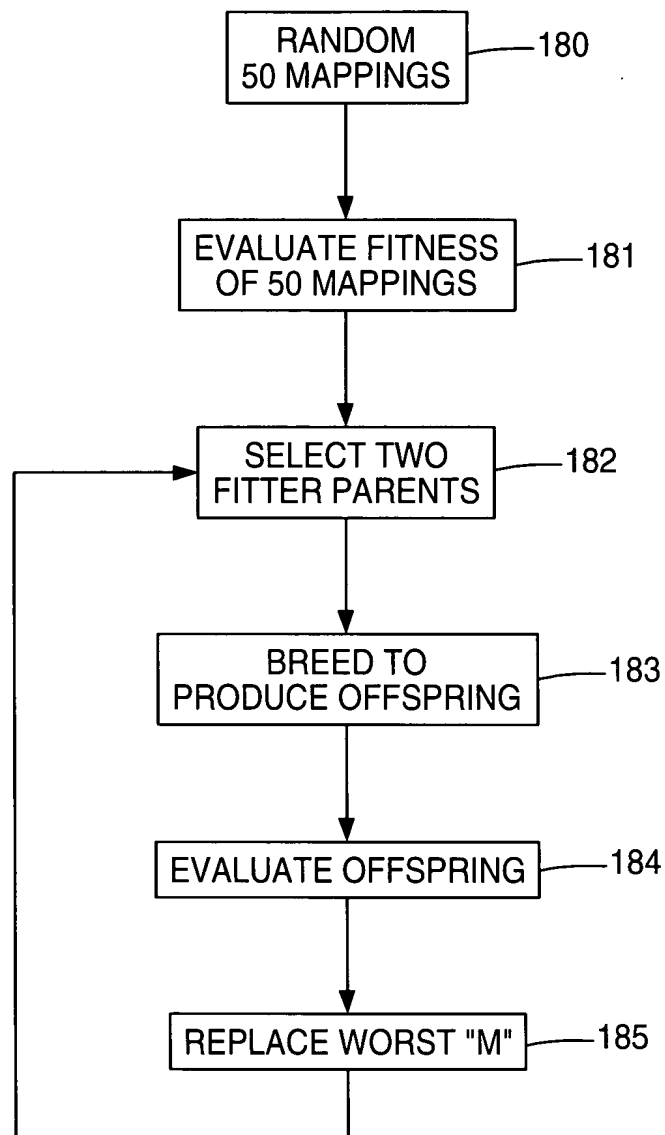 RANDOM
50 MAPPINGS
180
EVALUATE FITNESS
OF 50 MAPPINGS
181
SELECT TWO
FITTER PARENTS
182
BREED TO
PRODUCE OFFSPRING
183
EVALUATE OFFSPRING
184
REPLACE WORST "M"
185